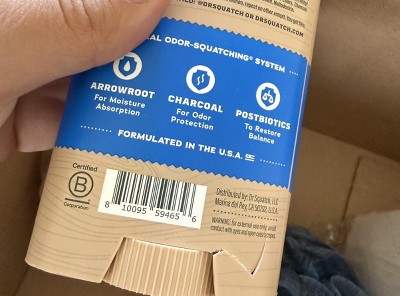 @DRSQUATCH OR DRSQUATCH.COM
ODOR-SQUATCHING® SYSTEM
ARROWROOT
For Moisture
Absorption
CHARCOAL
For Odor
Protection
POSTBIOTICS
To Restore
Balance
FORMULATED IN THE U.S.A.
Certified
B
Corporation
8 10095 59465 6
Distributed by: Dr Squatch, LLC
Marina del Rey, CA 90292, U.S.A.
WARNING: For external use only, avoid
contact with eyes and open cuts/scrapes.